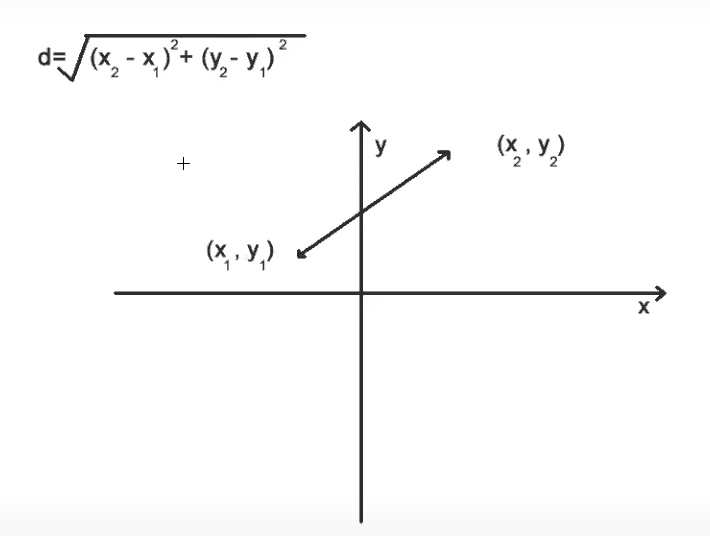 d=√(x₂ - x₁)² + (y₂ - y₁)²
y
(x₂, y₂)
(x₁, y₁)
x